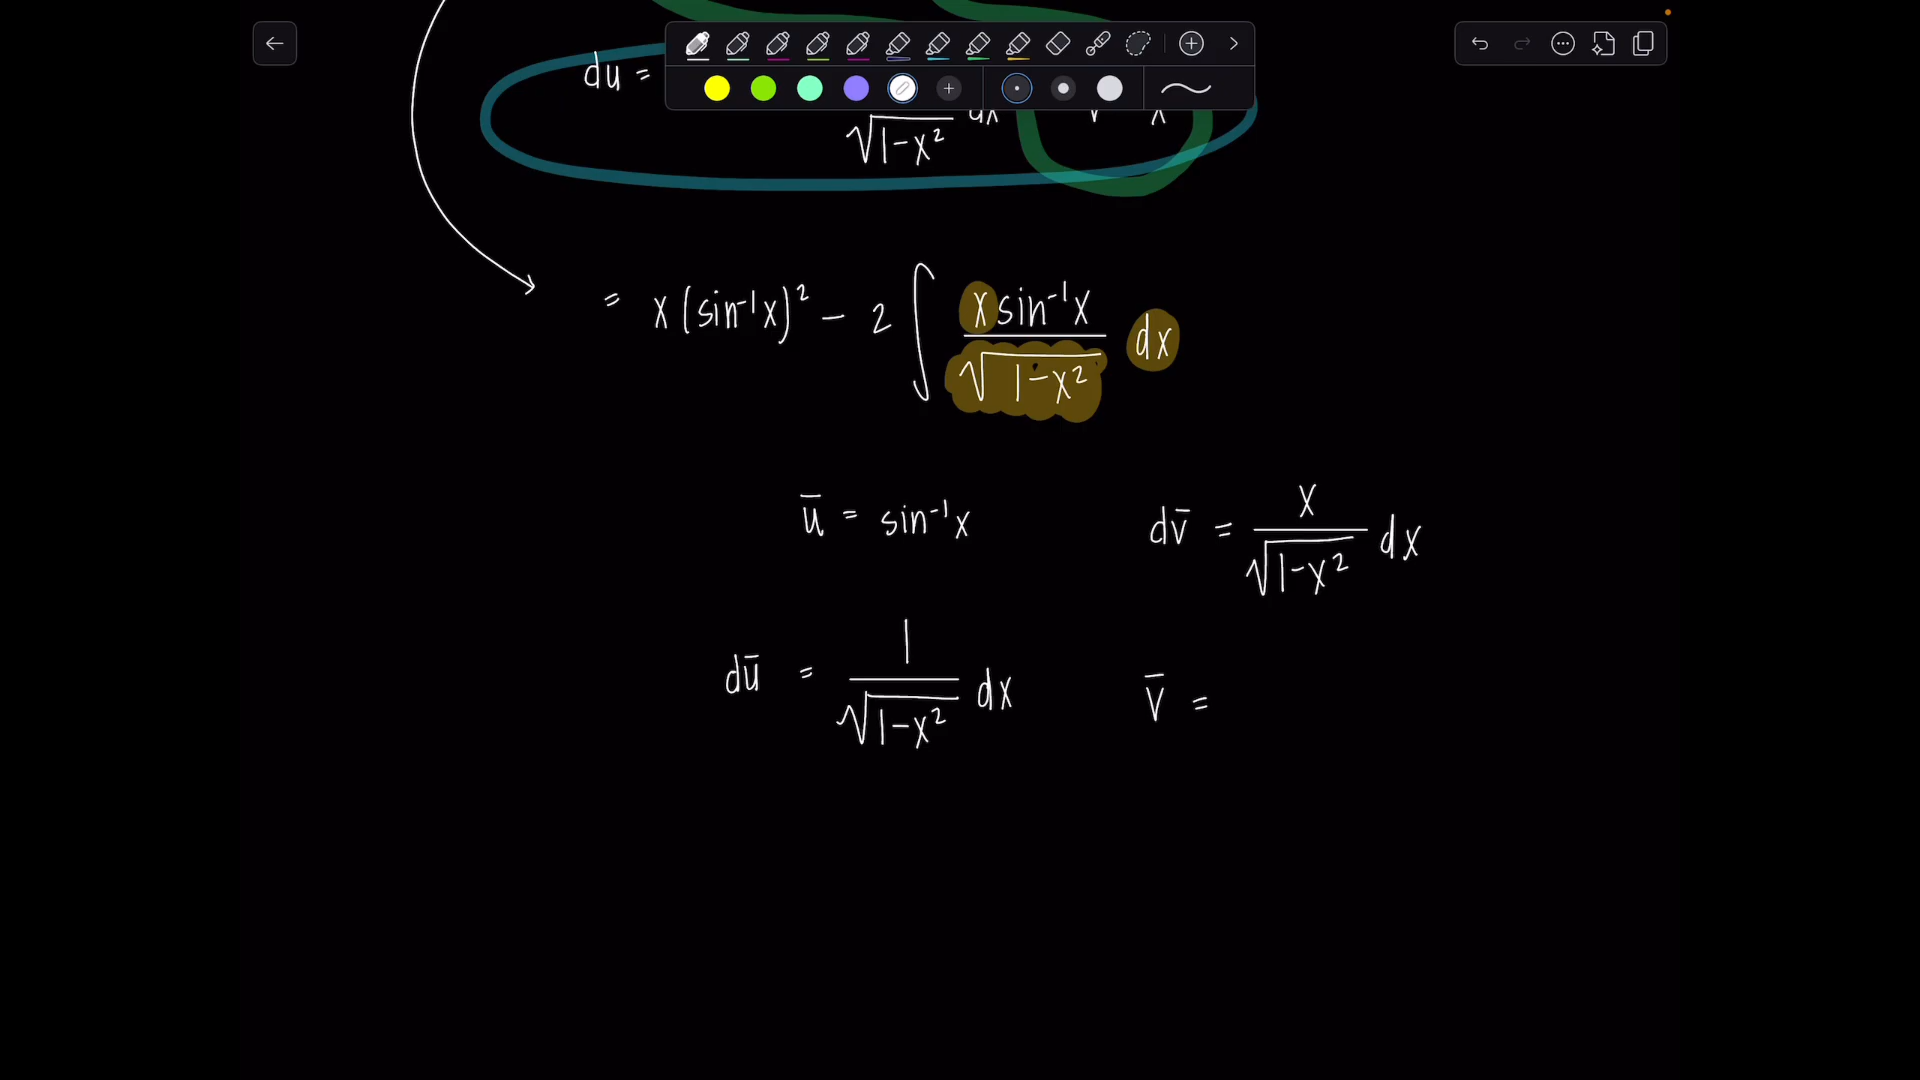 du = dx v x
√1-x²
= x(sin⁻¹x)² - 2 ∫ x sin⁻¹x / √1-x² dx
ū = sin⁻¹x dv̄ = x / √1-x² dx
dū = 1 / √1-x² dx v̄ =